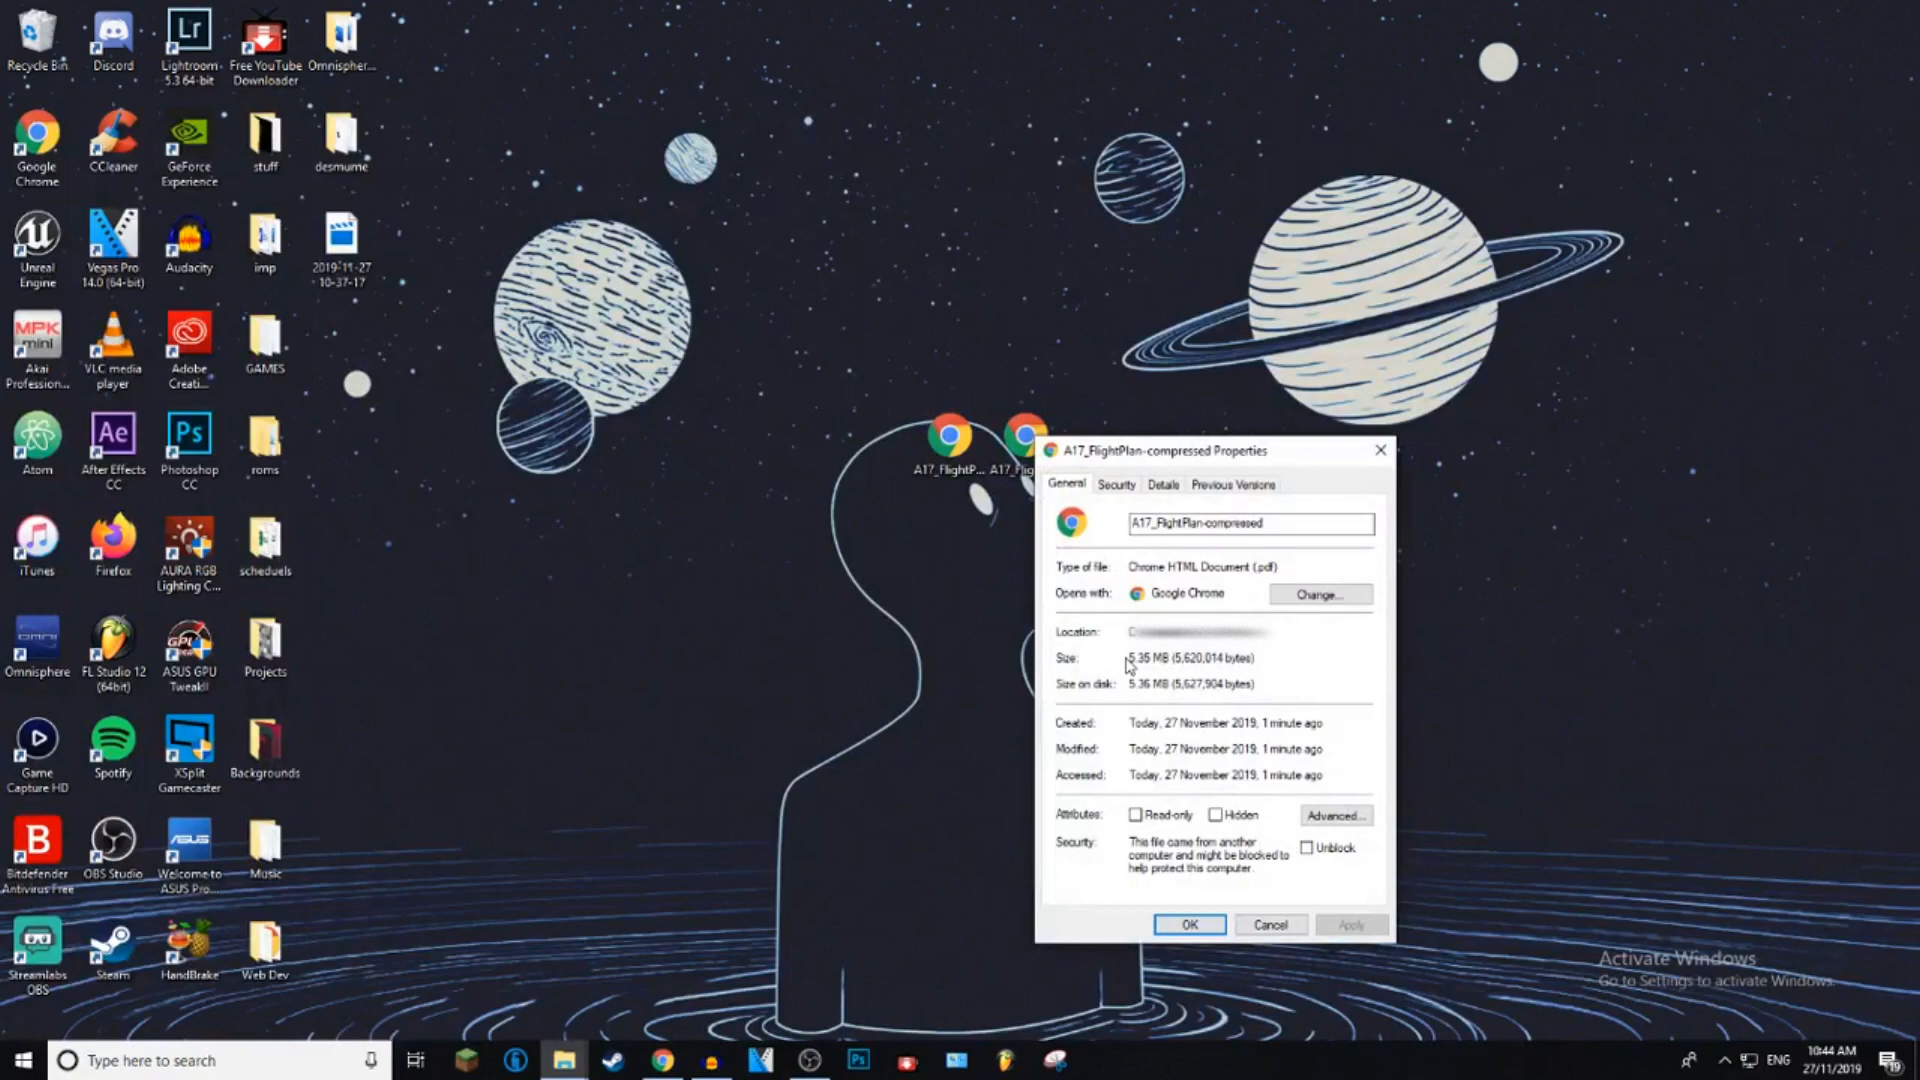 Recycle Bin
Discord
Lightroom
5.3 64-bit
Free YouTube
Downloader
Omnispher...
Google
Chrome
CCleaner
GeForce
Experience
stuff
desmume
Unreal
Engine
Vegas Pro
14.0 (64-bit)
Audacity
imp
2019-11-27
10-37-17
MPK
mini
Akai
Profession...
VLC media
player
Adobe
Creati...
GAMES
Atom
After Effects
CC
Photoshop
CC
roms
iTunes
Firefox
AURA RGB
Lighting C...
scheduels
Omnisphere
FL Studio 12
(64bit)
ASUS GPU
TweakII
Projects
Game
Capture HD
Spotify
XSplit
Gamecaster
Backgrounds
Bitdefender
Antivirus Free
OBS Studio
Welcome to
ASUS Pro...
Music
Streamlabs
OBS
Steam
HandBrake
Web Dev
Lr
Ae
Ps
B
OMNI
GPU
ASUS
A17_FlightP...
A17_Flig
A17_FlightPlan-compressed Properties
General
Security
Details
Previous Versions
A17_FlightPlan-compressed
Type of file: Chrome HTML Document (.pdf)
Opens with: Google Chrome
Change...
Location: C
Size: 5.35 MB (5,620,014 bytes)
Size on disk: 5.36 MB (5,627,904 bytes)
Created: Today, 27 November 2019, 1 minute ago
Modified: Today, 27 November 2019, 1 minute ago
Accessed: Today, 27 November 2019, 1 minute ago
Attributes: Read-only Hidden
Advanced...
Security: This file came from another
computer and might be blocked to
help protect this computer.
Unblock
OK
Cancel
Apply
Activate Windows
Go to Settings to activate Windows.
Type here to search
Ps
ENG
10:44 AM
27/11/2019
19